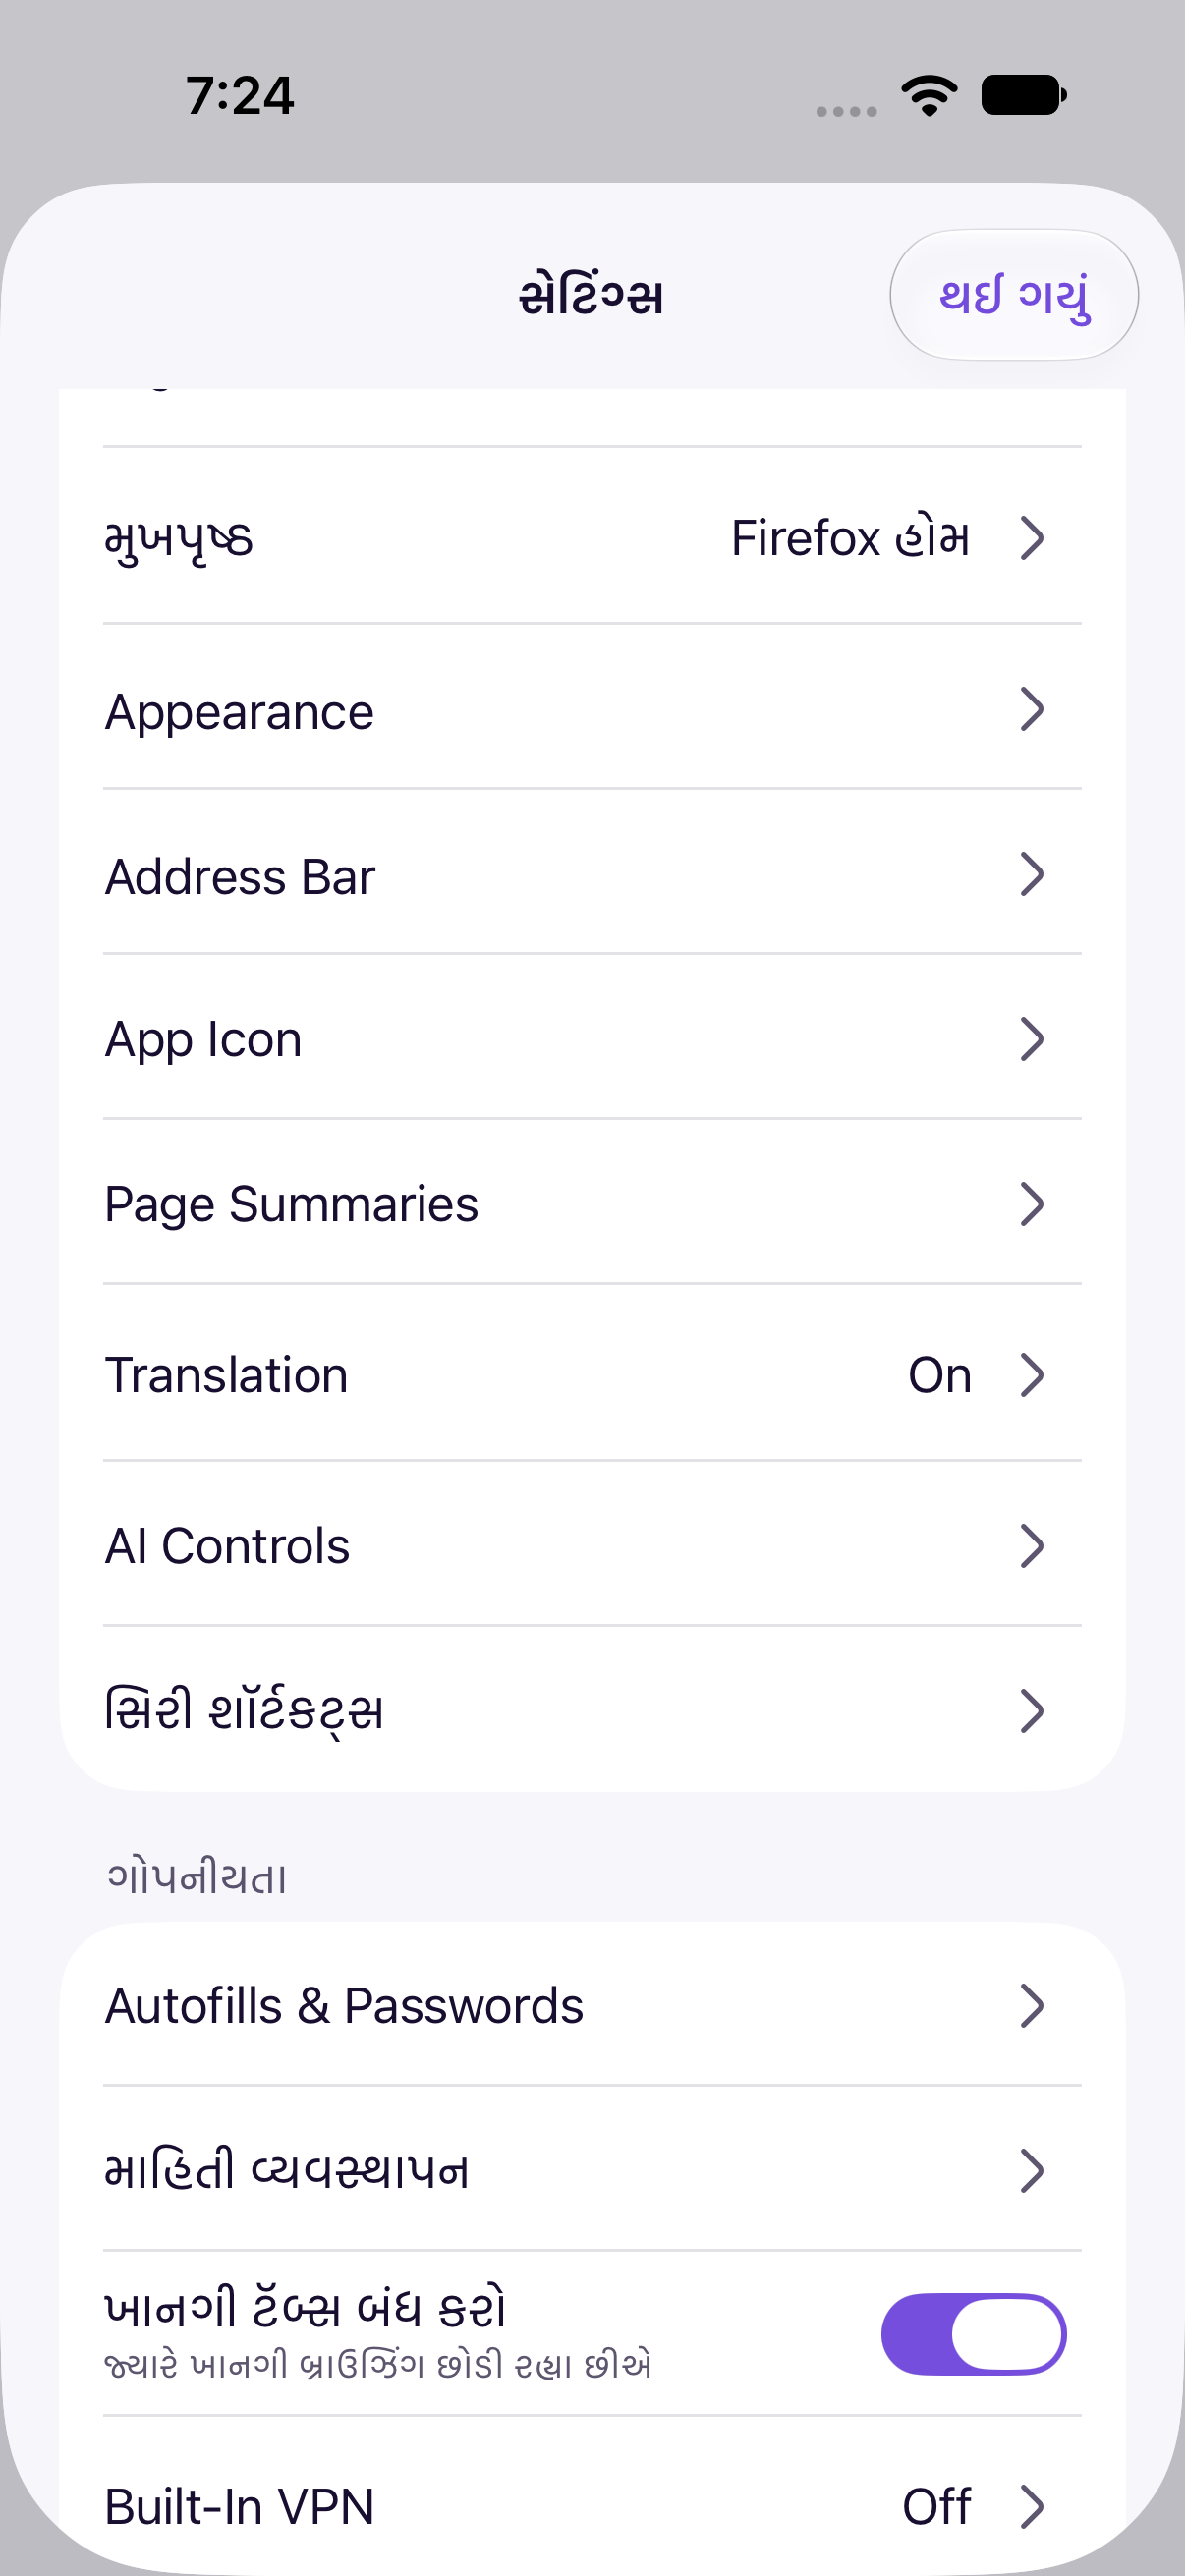 7:24
સેટિંગ્સ
થઈ ગયું
મુખપૃષ્ઠ
Firefox હોમ
Appearance
Address Bar
App Icon
Page Summaries
Translation
On
AI Controls
સિરી શૉર્ટકટ્સ
ગોપનીયતા
Autofills & Passwords
માહિતી વ્યવસ્થાપન
ખાનગી ટૅબ્સ બંધ કરો
જ્યારે ખાનગી બ્રાઉઝિંગ છોડી રહ્યા છીએ
Built-In VPN
Off